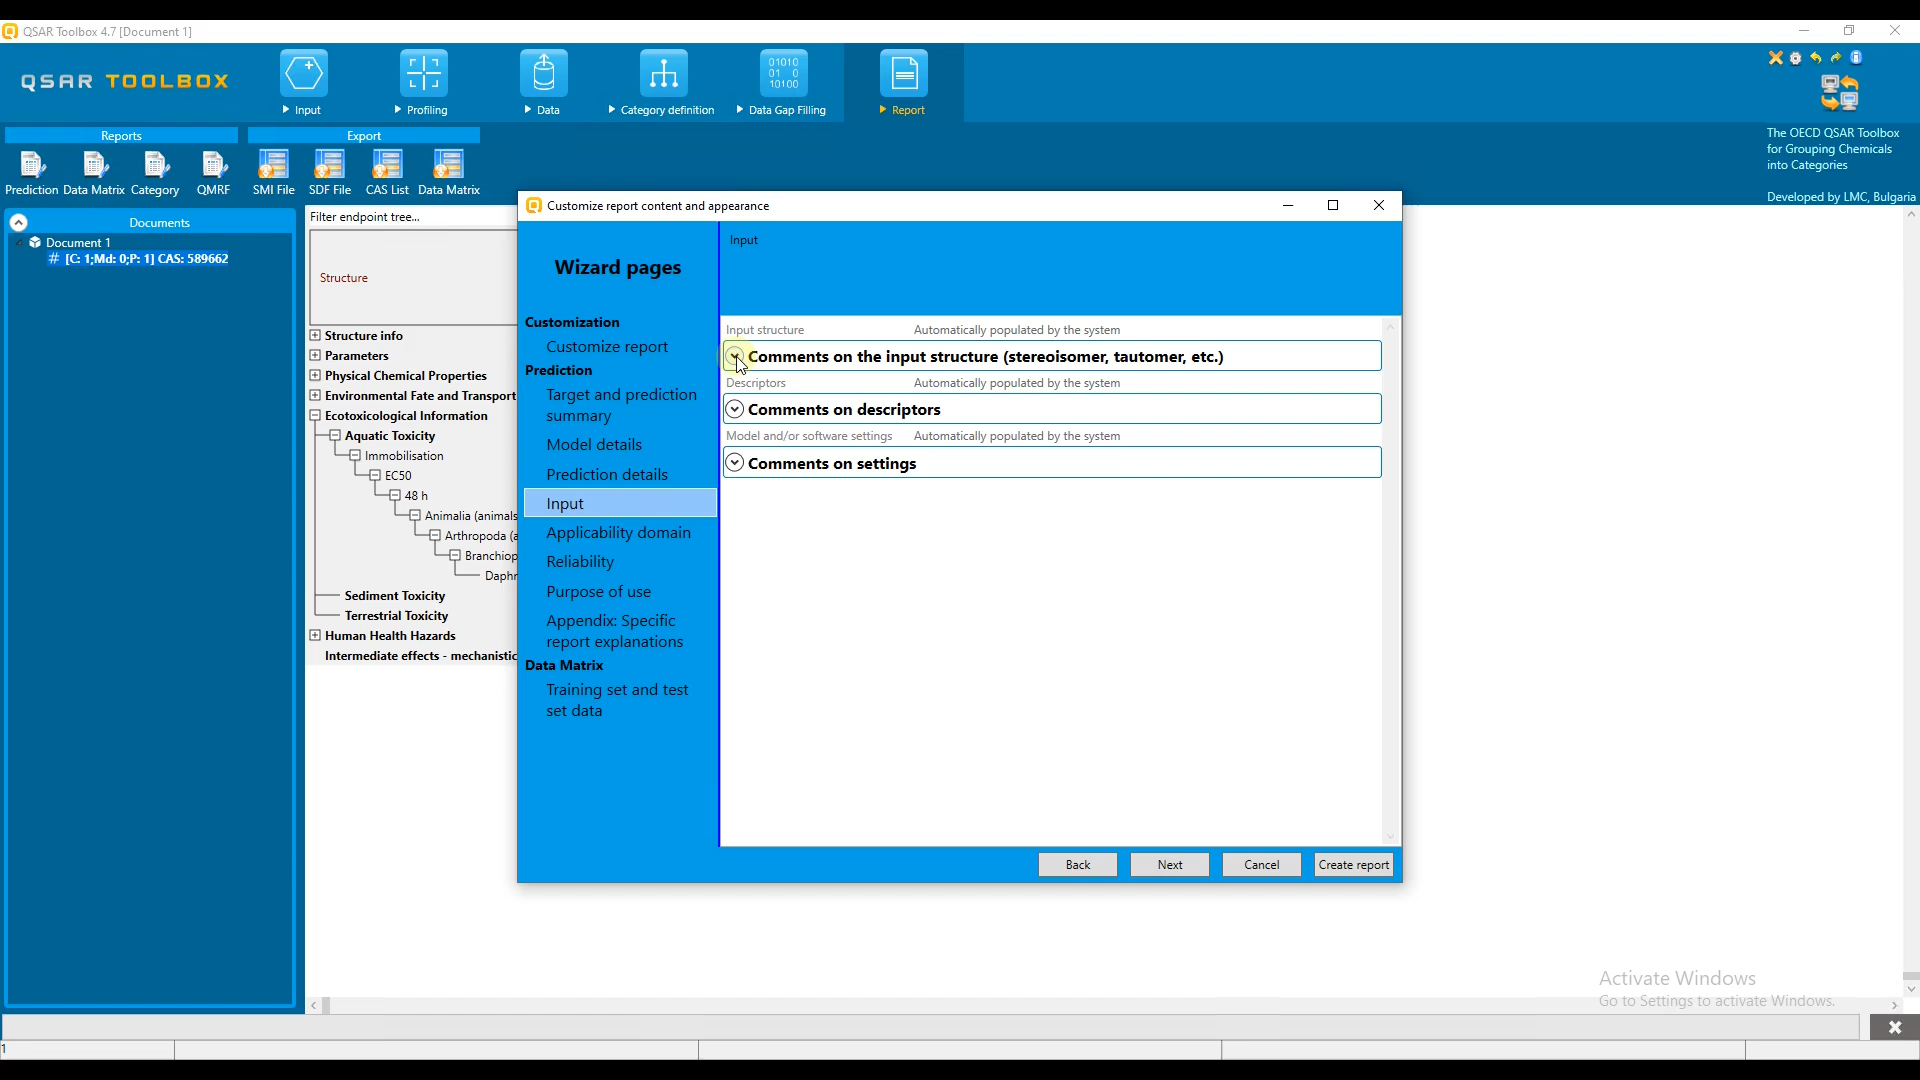 QSAR Toolbox 4.7 [Document 1]
QSAR TOOLBOX
Input
Profiling
Data
Category definition
01010
01 0
10100
Data Gap Filling
Report
The OECD QSAR Toolbox
for Grouping Chemicals
into Categories
Developed by LMC, Bulgaria
Reports
Export
Prediction
Data Matrix
Category
QMRF
SMI File
SDF File
CAS List
Data Matrix
Documents
Document 1
# [C: 1;Md: 0;P: 1] CAS: 589662
Filter endpoint tree...
Structure
Structure info
Parameters
Physical Chemical Properties
Environmental Fate and Transport
Ecotoxicological Information
Aquatic Toxicity
Immobilisation
EC50
48 h
Animalia (animals
Arthropoda (a
Branchiop
Daphn
Sediment Toxicity
Terrestrial Toxicity
Human Health Hazards
Intermediate effects - mechanistic
Customize report content and appearance
Wizard pages
Customization
Customize report
Prediction
Target and prediction
summary
Model details
Prediction details
Input
Applicability domain
Reliability
Purpose of use
Appendix: Specific
report explanations
Data Matrix
Training set and test
set data
Input
Input structure Automatically populated by the system
Comments on the input structure (stereoisomer, tautomer, etc.)
Descriptors Automatically populated by the system
Comments on descriptors
Model and/or software settings Automatically populated by the system
Comments on settings
Back
Next
Cancel
Create report
Activate Windows
Go to Settings to activate Windows.
1